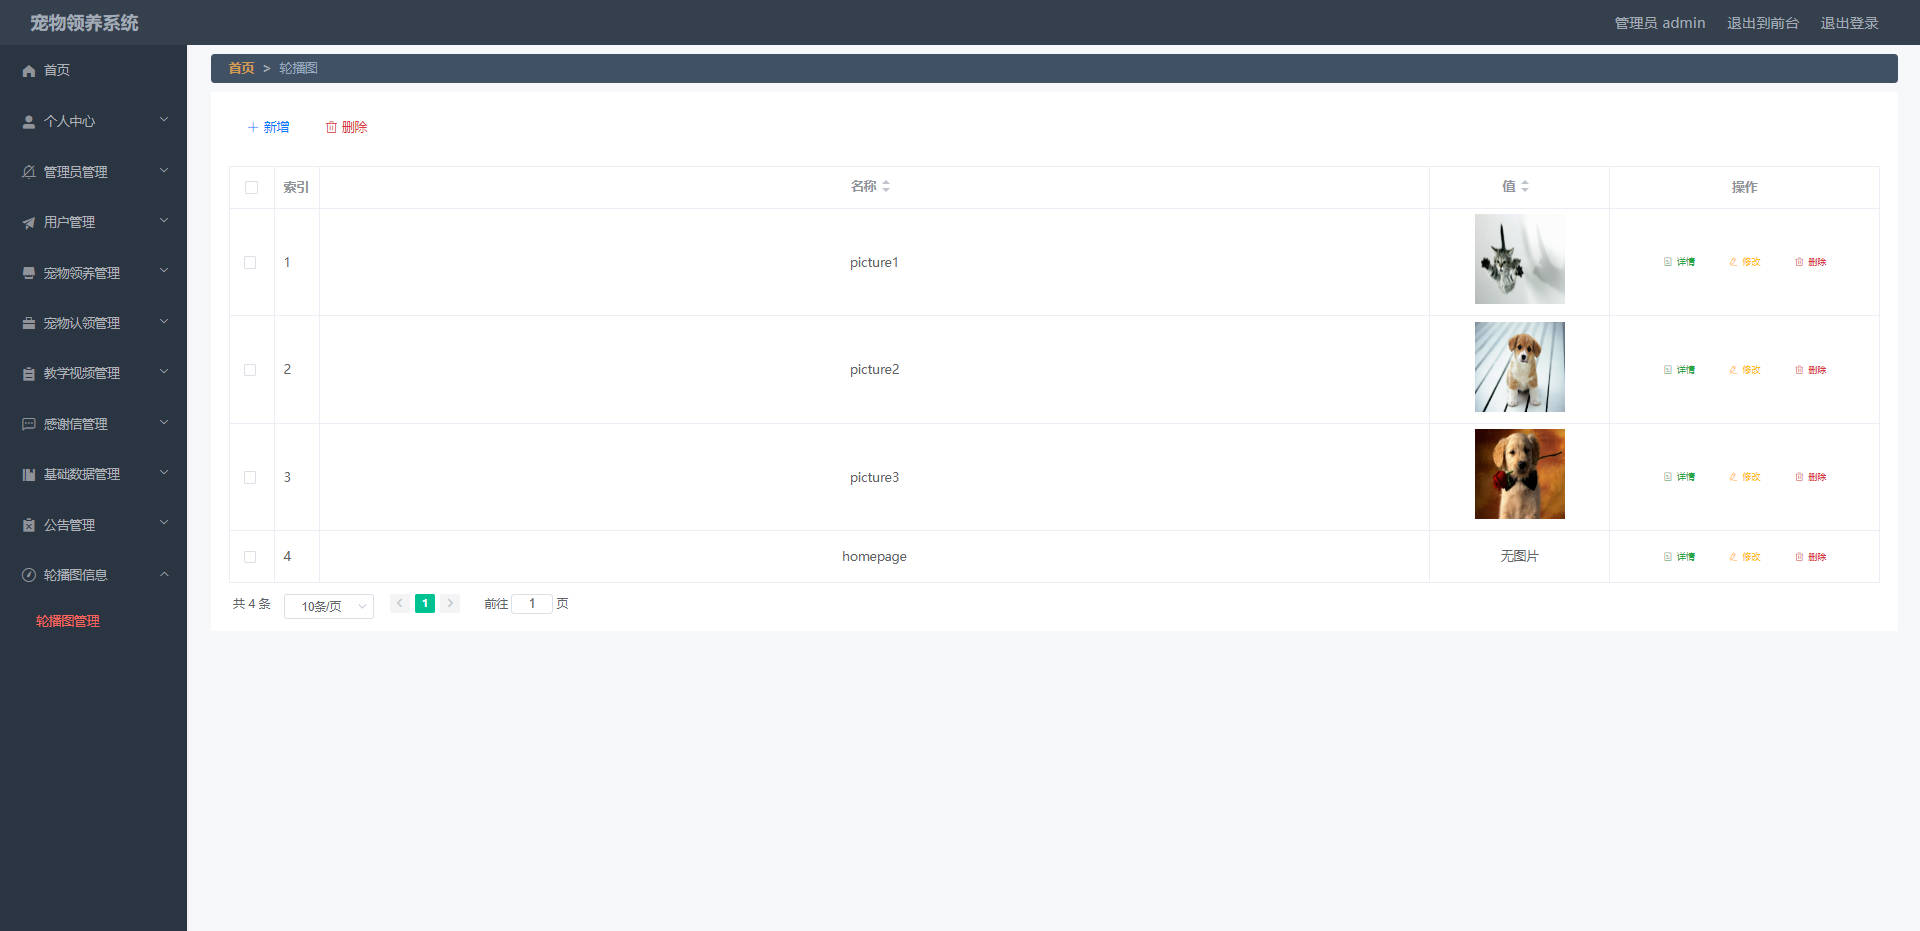 宠物领养系统
管理员 admin
退出到前台
退出登录
首页
个人中心
管理员管理
用户管理
宠物领养管理
宠物认领管理
教学视频管理
感谢信管理
基础数据管理
公告管理
轮播图信息
轮播图管理
首页 > 轮播图
新增 删除
索引 名称 值 操作
1 picture1 详情 修改 删除
2 picture2 详情 修改 删除
3 picture3 详情 修改 删除
4 homepage 无图片 详情 修改 删除
共 4 条 10条/页 1 前往 1 页